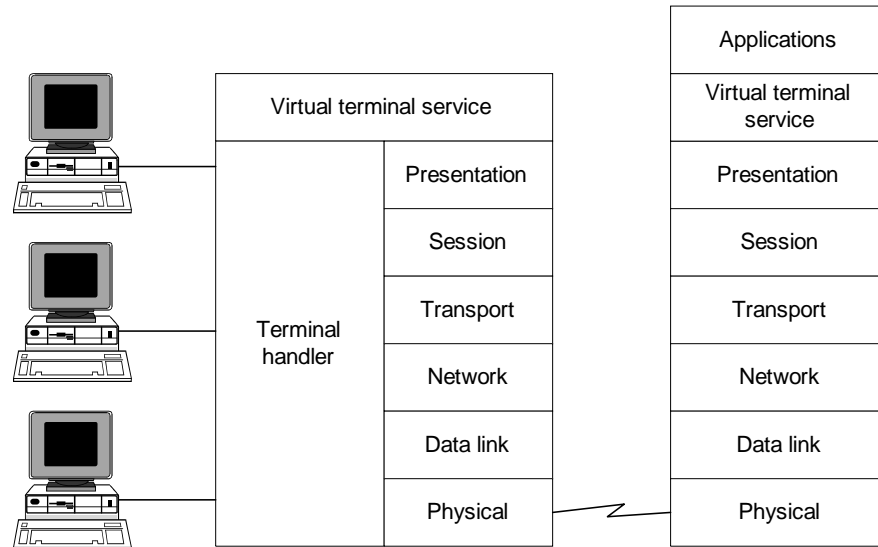 Virtual terminal service
Terminal
handler
Presentation
Session
Transport
Network
Data link
Physical
Applications
Virtual terminal
service
Presentation
Session
Transport
Network
Data link
Physical